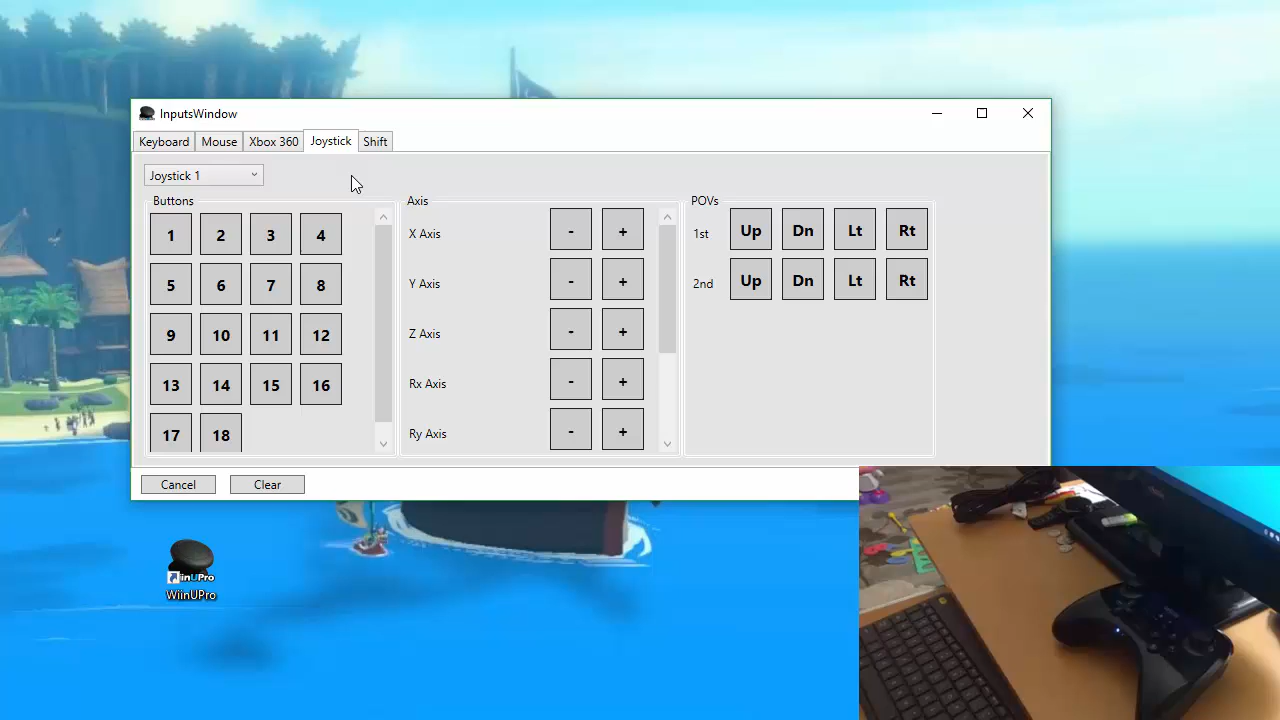 InputsWindow
Keyboard Mouse Xbox 360 Joystick Shift
Joystick 1
Buttons Axis POVs
1 2 3 4 X Axis - + 1st Up Dn Lt Rt
5 6 7 8 Y Axis - + 2nd Up Dn Lt Rt
9 10 11 12 Z Axis - +
13 14 15 16 Rx Axis - +
17 18 Ry Axis - +
Cancel Clear
inUPro
WiinUPro